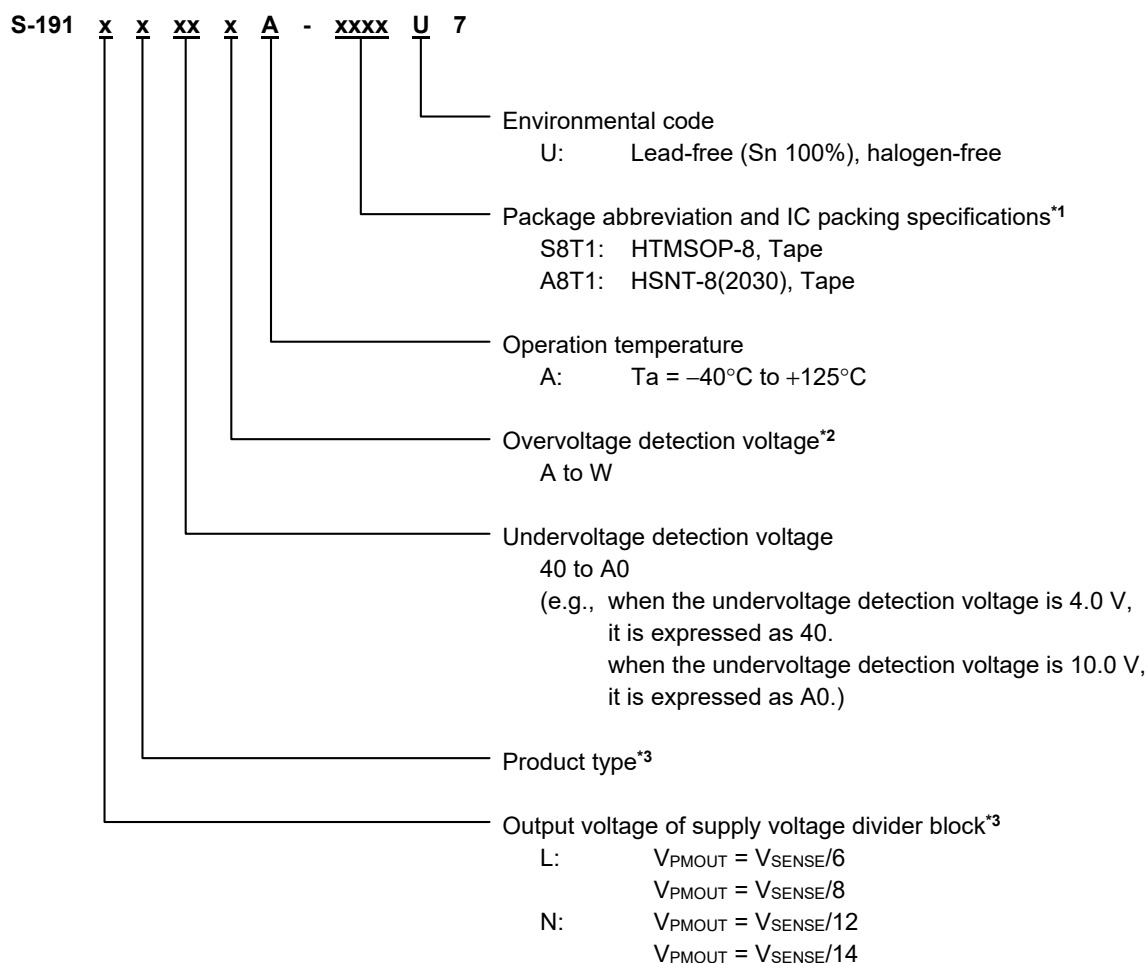 S-191 x x xx x A - xxxx U 7
Environmental code
U: Lead-free (Sn 100%), halogen-free
Package abbreviation and IC packing specifications*1
S8T1: HTMSOP-8, Tape
A8T1: HSNT-8(2030), Tape
Operation temperature
A: Ta = −40°C to +125°C
Overvoltage detection voltage*2
A to W
Undervoltage detection voltage
40 to A0
(e.g., when the undervoltage detection voltage is 4.0 V,
it is expressed as 40.
when the undervoltage detection voltage is 10.0 V,
it is expressed as A0.)
Product type*3
Output voltage of supply voltage divider block*3
L: VPMOUT = VSENSE/6
VPMOUT = VSENSE/8
N: VPMOUT = VSENSE/12
VPMOUT = VSENSE/14